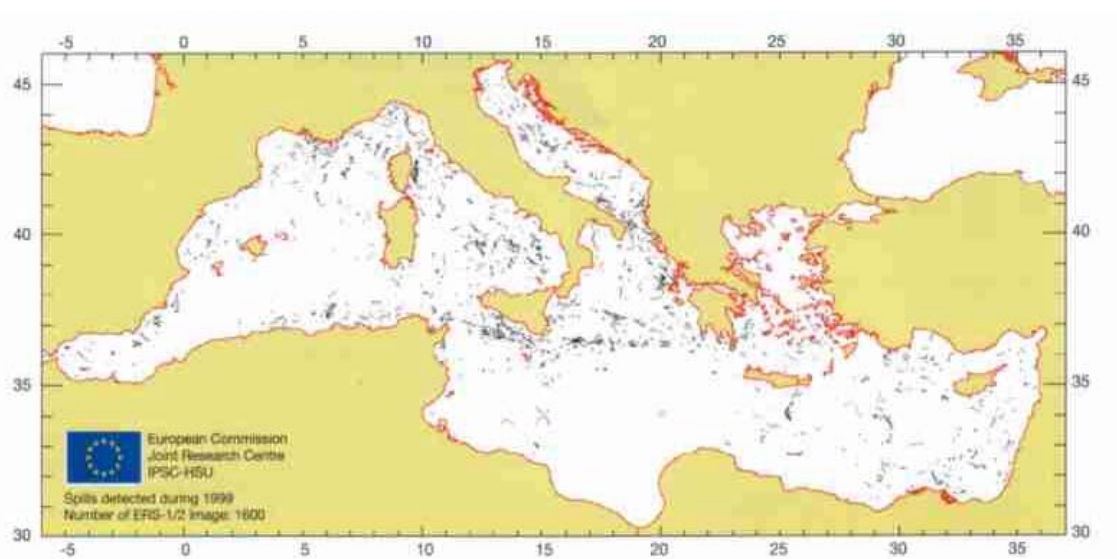 -5 0 5 10 15 20 25 30 35
45 45
40 40
35 35
30 30
European Commission
Joint Research Centre
IPSC-HSU
Spills detected during 1999
Number of ERS-1/2 image: 1600
-5 0 5 10 15 20 25 30 35